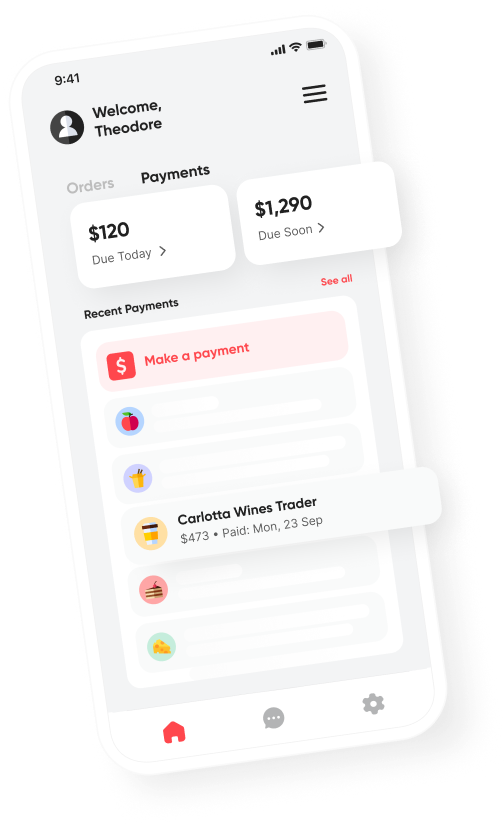 9:41
Welcome,
Theodore
Orders
Payments
$120
Due Today
$1,290
Due Soon
Recent Payments
See all
$
Make a payment
Carlotta Wines Trader
$473 • Paid: Mon, 23 Sep